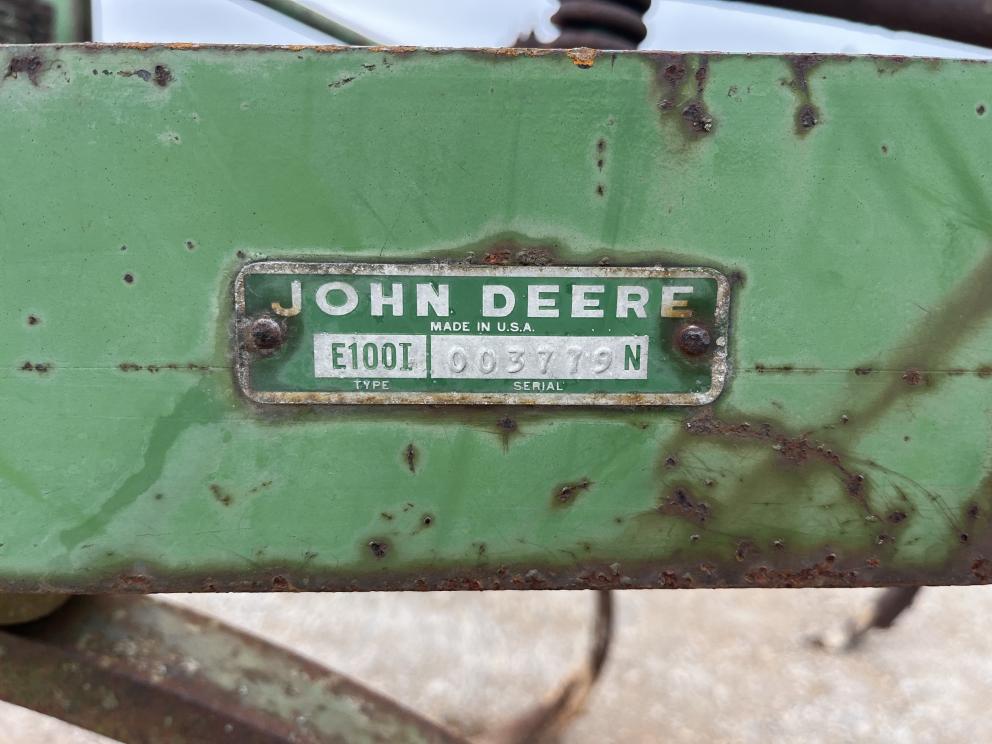 JOHN DEERE
MADE IN U.S.A.
E100I 003779 N
TYPE SERIAL